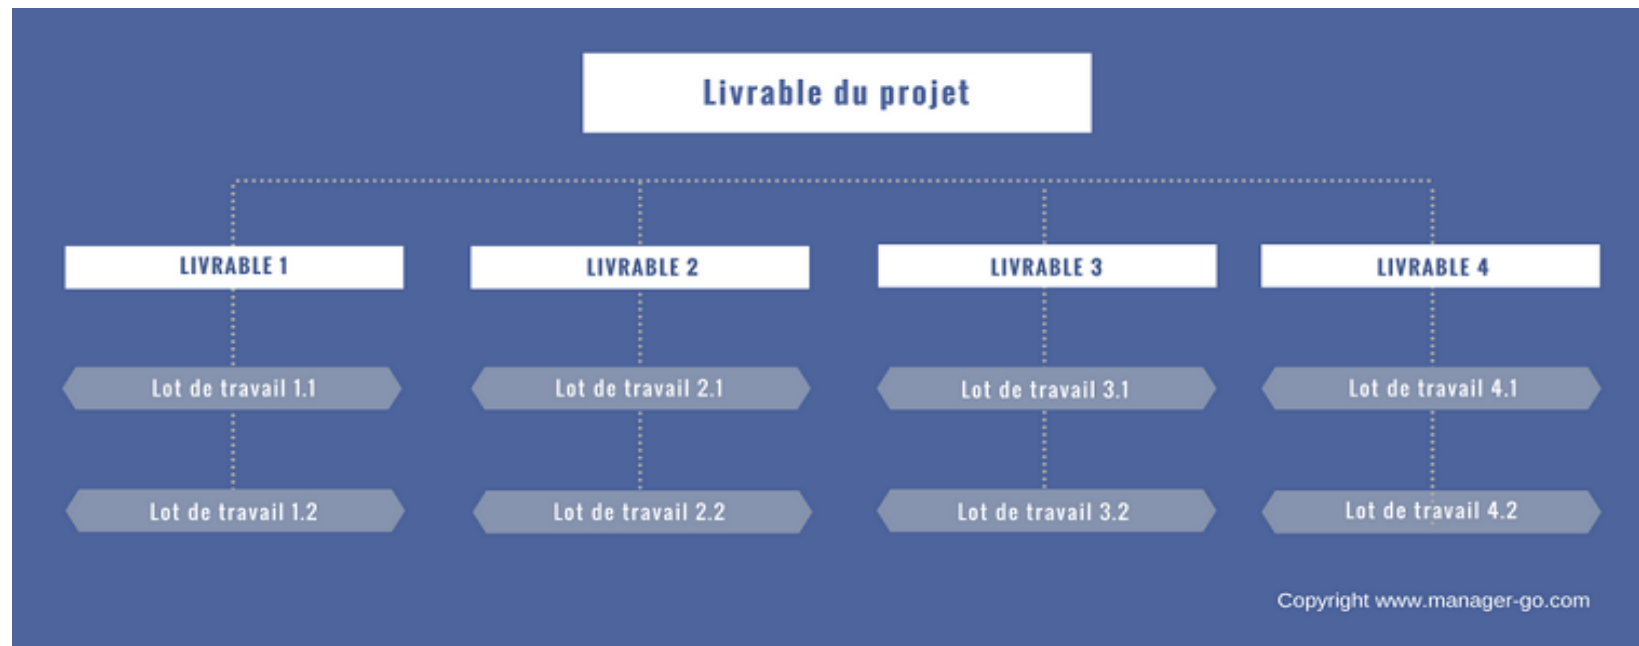 Livrable du projet
LIVRABLE 1
LIVRABLE 2
LIVRABLE 3
LIVRABLE 4
Lot de travail 1.1
Lot de travail 2.1
Lot de travail 3.1
Lot de travail 4.1
Lot de travail 1.2
Lot de travail 2.2
Lot de travail 3.2
Lot de travail 4.2
Copyright www.manager-go.com